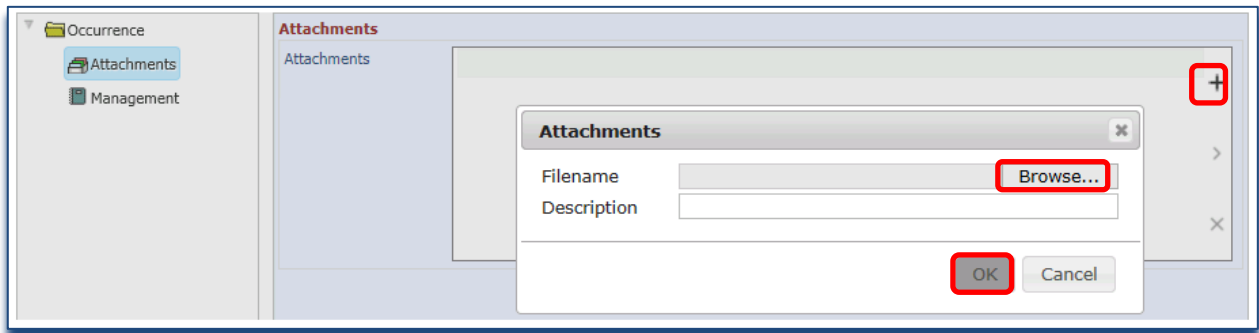 Occurrence
Attachments
Management
Attachments
Attachments
+
Attachments
Filename
Browse...
Description
OK
Cancel